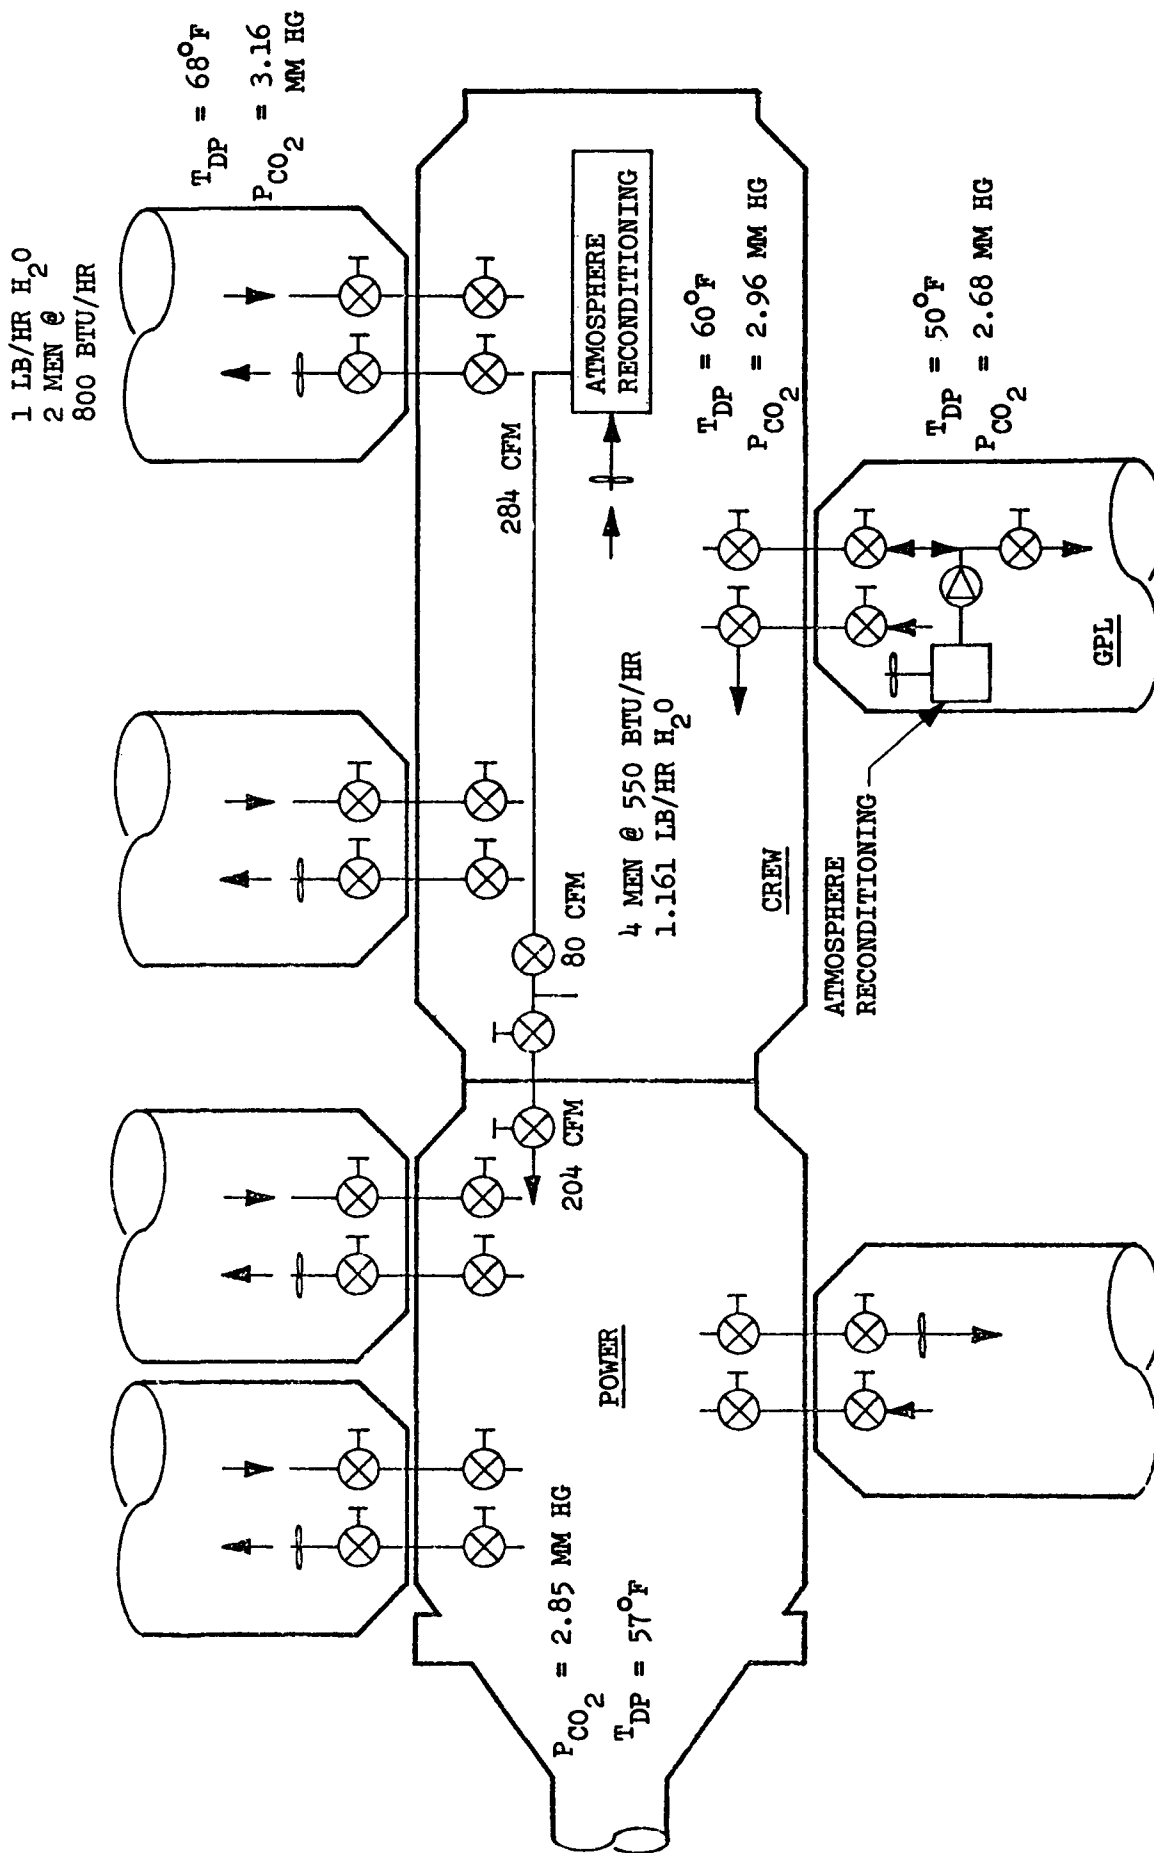 1 LB/HR H2O
2 MEN @
800 BTU/HR
TDP = 68°F
PCO2 = 3.16
MM HG
284 CFM
ATMOSPHERE
RECONDITIONING
TDP = 60°F
PCO2 = 2.96 MM HG
80 CFM
4 MEN @ 550 BTU/HR
1.161 LB/HR H2O
CREW
204 CFM
POWER
PCO2 = 2.85 MM HG
TDP = 57°F
ATMOSPHERE
RECONDITIONING
GPL
TDP = 50°F
PCO2 = 2.68 MM HG